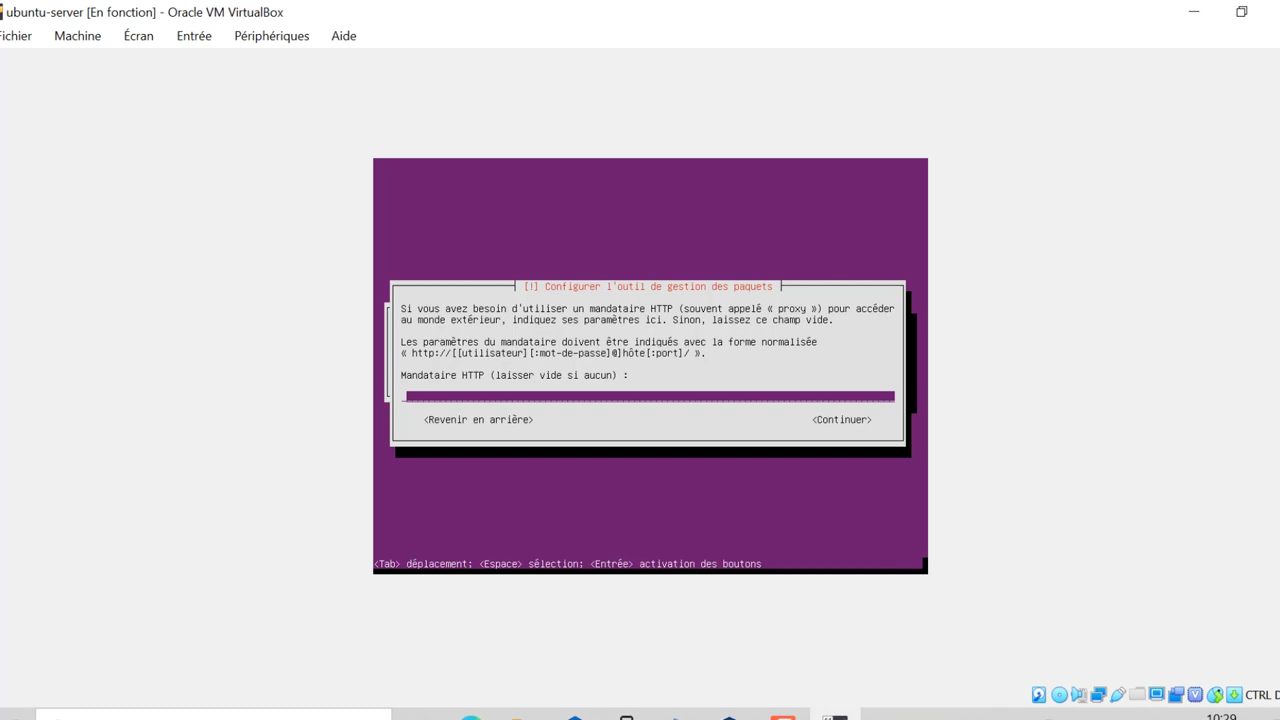 ubuntu-server [En fonction] - Oracle VM VirtualBox
Fichier Machine Écran Entrée Périphériques Aide
[!] Configurer l'outil de gestion des paquets
Si vous avez besoin d'utiliser un mandataire HTTP (souvent appelé « proxy ») pour accéder
au monde extérieur, indiquez ses paramètres ici. Sinon, laissez ce champ vide.
Les paramètres du mandataire doivent être indiqués avec la forme normalisée
« http://[[utilisateur][:mot-de-passe]@]hôte[:port]/ ».
Mandataire HTTP (laisser vide si aucun) :
<Revenir en arrière> <Continuer>
<Tab> déplacement; <Espace> sélection; <Entrée> activation des boutons
CTRL D
10:29